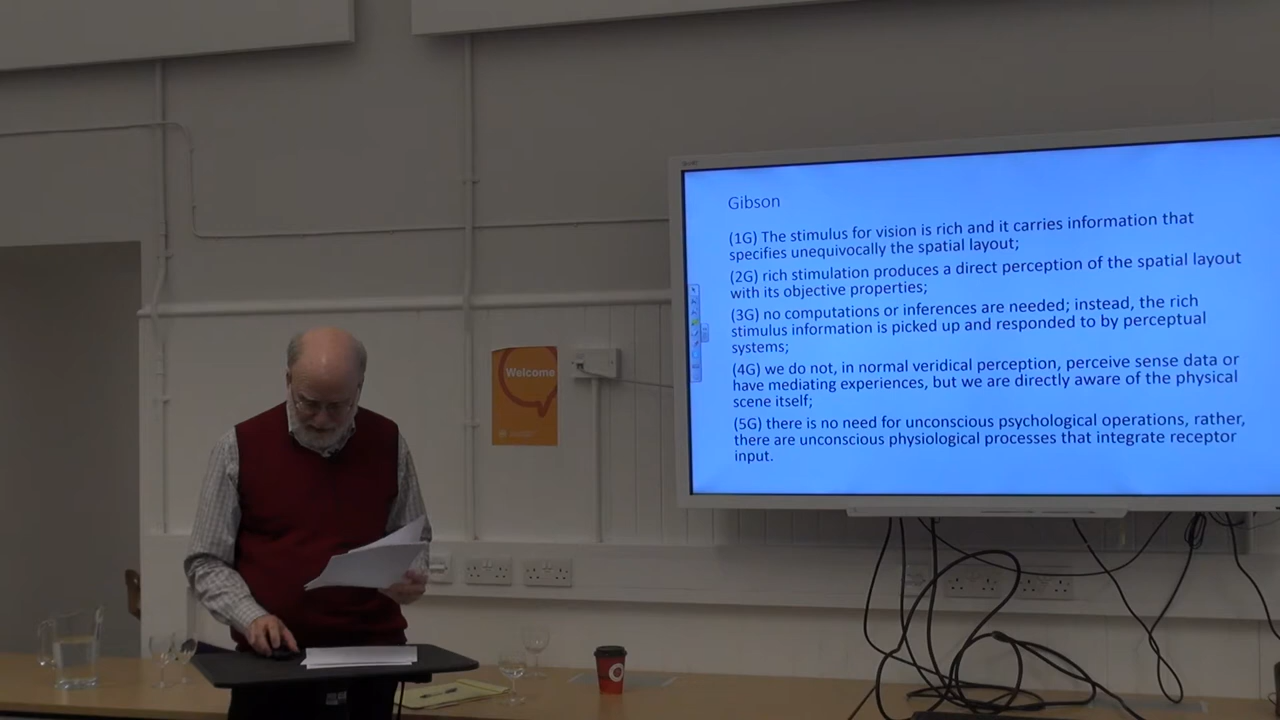 Welcome
Gibson
(1G) The stimulus for vision is rich and it carries information that
specifies unequivocally the spatial layout;
(2G) rich stimulation produces a direct perception of the spatial layout
with its objective properties;
(3G) no computations or inferences are needed; instead, the rich
stimulus information is picked up and responded to by perceptual
systems;
(4G) we do not, in normal veridical perception, perceive sense data or
have mediating experiences, but we are directly aware of the physical
scene itself;
(5G) there is no need for unconscious psychological operations, rather,
there are unconscious physiological processes that integrate receptor
input.